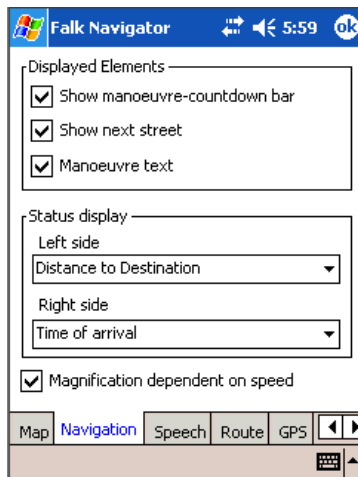 Falk Navigator 5:59 ok
Displayed Elements
Show manoeuvre-countdown bar
Show next street
Manoeuvre text
Status display
Left side
Distance to Destination
Right side
Time of arrival
Magnification dependent on speed
Map Navigation Speech Route GPS